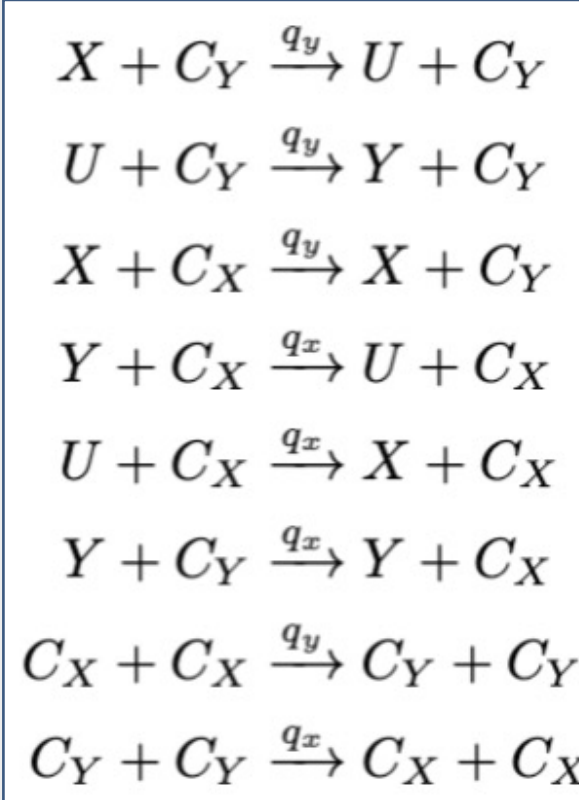 X + C_Y \xrightarrow{q_y} U + C_Y
U + C_Y \xrightarrow{q_y} Y + C_Y
X + C_X \xrightarrow{q_y} X + C_Y
Y + C_X \xrightarrow{q_x} U + C_X
U + C_X \xrightarrow{q_x} X + C_X
Y + C_Y \xrightarrow{q_x} Y + C_X
C_X + C_X \xrightarrow{q_y} C_Y + C_Y
C_Y + C_Y \xrightarrow{q_x} C_X + C_X